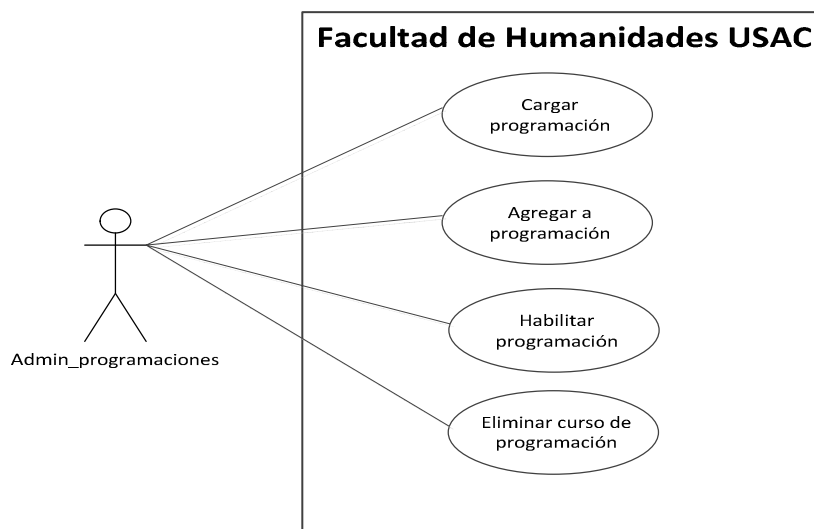 Facultad de Humanidades USAC
Cargar
programación
Agregar a
programación
Habilitar
programación
Admin_programaciones
Eliminar curso de
programación